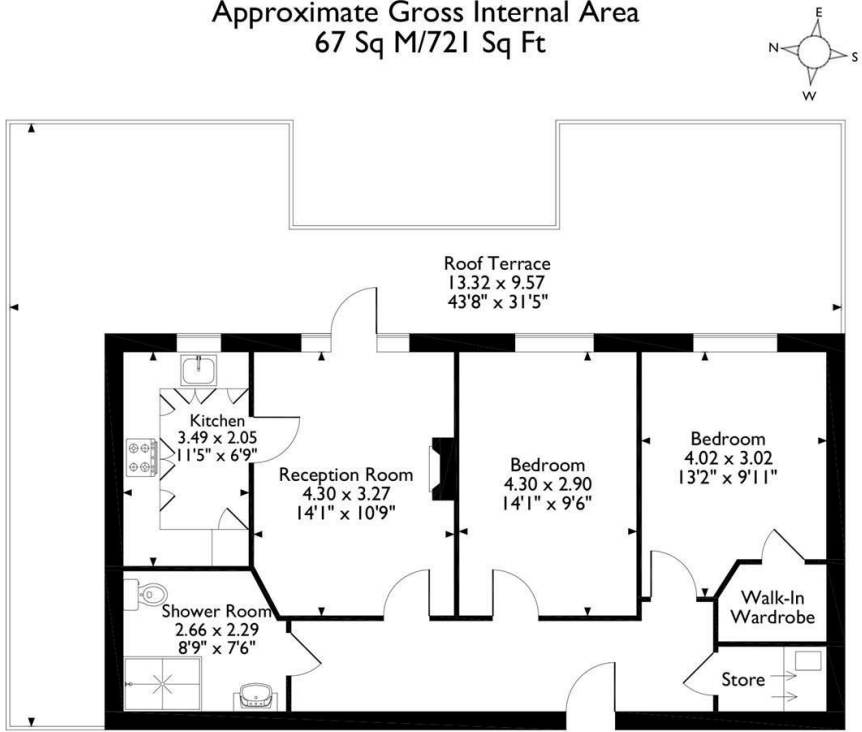 Approximate Gross Internal Area
67 Sq M/721 Sq Ft
E
N
S
W
Roof Terrace
13.32 x 9.57
43'8" x 31'5"
Kitchen
3.49 x 2.05
11'5" x 6'9"
Reception Room
4.30 x 3.27
14'1" x 10'9"
Bedroom
4.30 x 2.90
14'1" x 9'6"
Bedroom
4.02 x 3.02
13'2" x 9'11"
Shower Room
2.66 x 2.29
8'9" x 7'6"
Walk-In
Wardrobe
Store